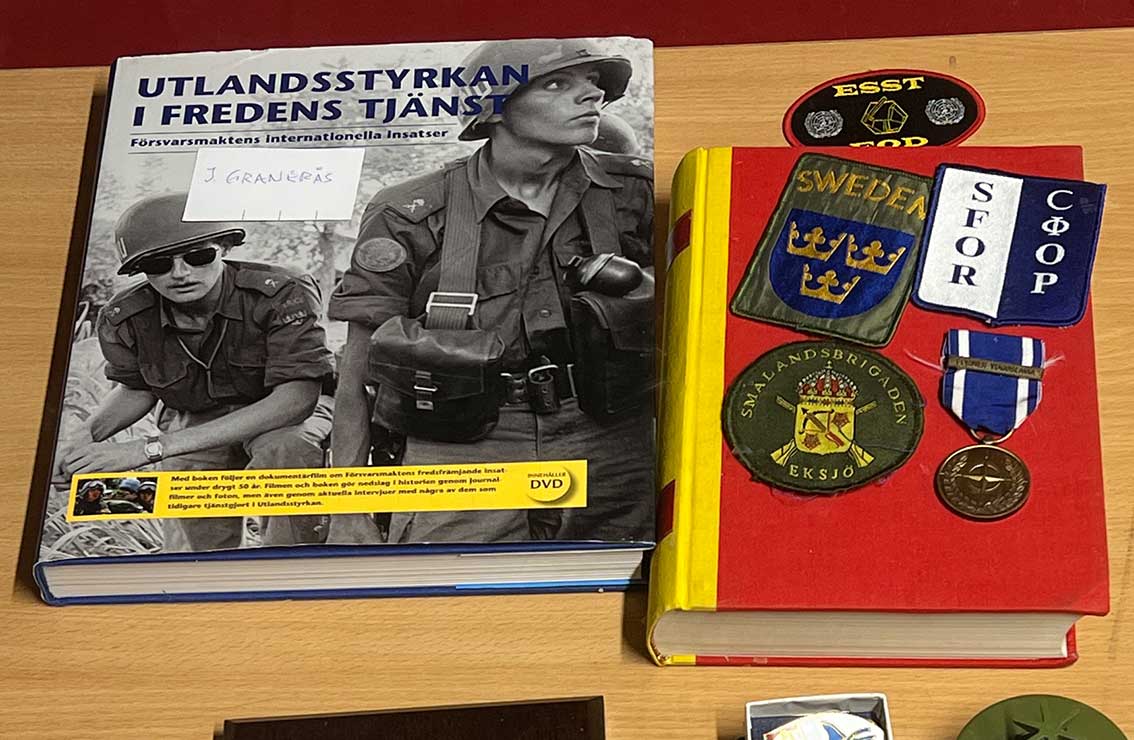 UTLANDSSTYRKAN
I FREDENS TJÄNST
Försvarsmaktens internationella insatser
J. GRANERÅS
Med boken följer en dokumentärfilm om Försvarsmaktens fredsfrämjande insat-
ser under drygt 50 år. Filmen och boken gör nedslag i historien genom journal-
filmer och foton, men även genom aktuella intervjuer med några av dem som
tidigare tjänstgjort i Utlandsstyrkan.
INNEHÅLLER
DVD
ESST
EOD
SWEDEN
SFOR
СФОР
SMÅLANDSBRIGADEN
EKSJÖ